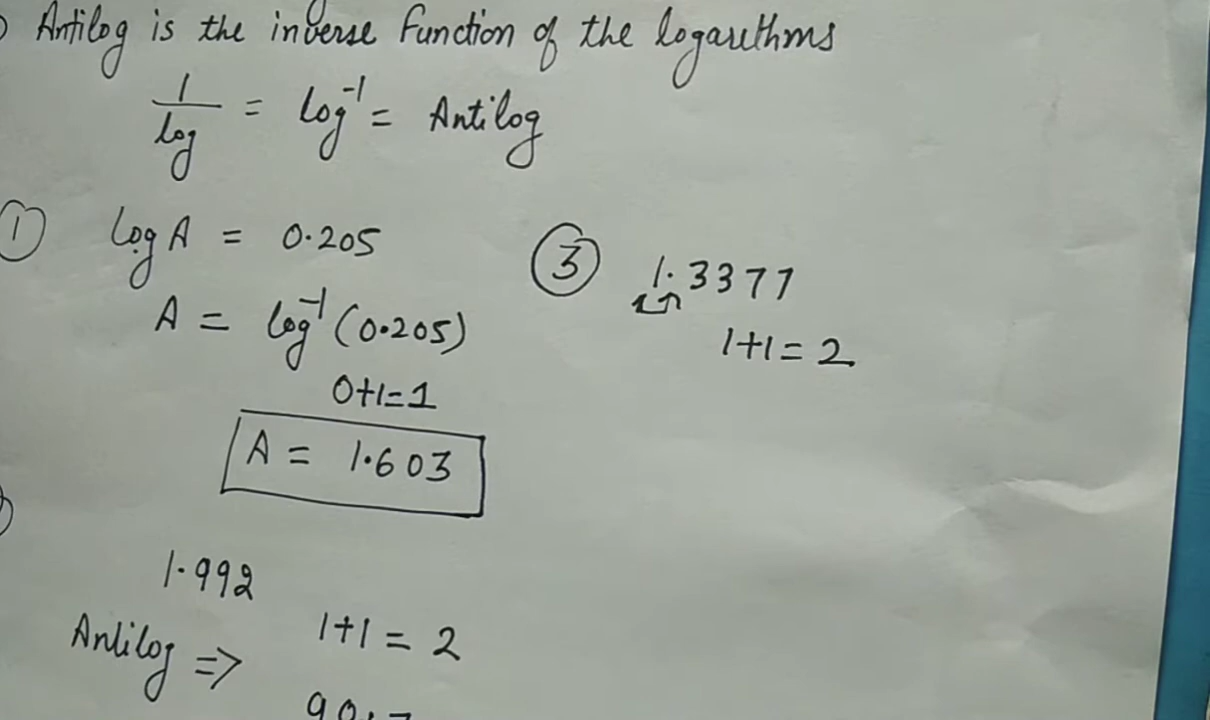 Antilog is the inverse function of the logarithms
1/log = log⁻¹ = Antilog
① log A = 0.205
A = log⁻¹ (0.205)
0+1=1
A = 1.603
③ 1.3377
1+1=2
1.992
Antilog => 1+1 = 2